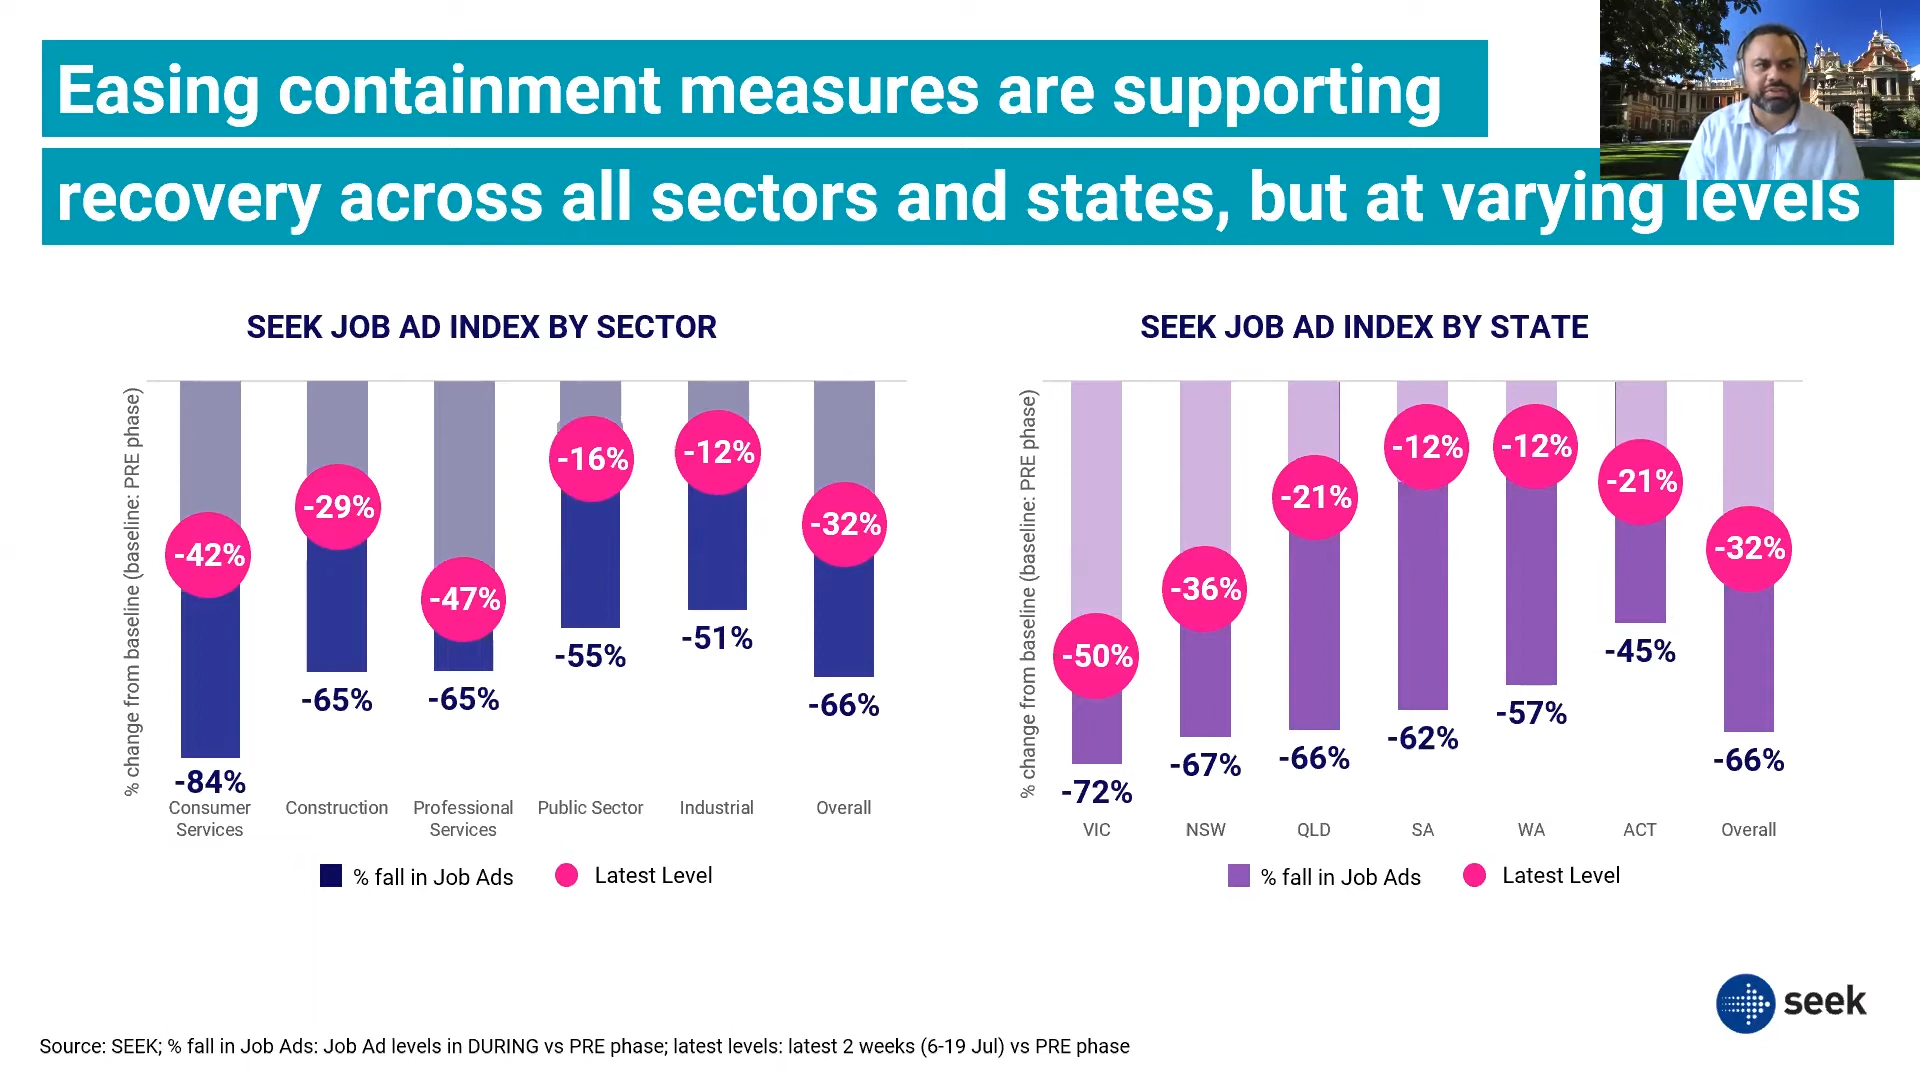 Easing containment measures are supporting
recovery across all sectors and states, but at varying levels
SEEK JOB AD INDEX BY SECTOR
% change from baseline (baseline: PRE phase)
-42%
-29%
-47%
-16%
-12%
-32%
-84%
-65%
-65%
-55%
-51%
-66%
Consumer
Services
Construction
Professional
Services
Public Sector
Industrial
Overall
% fall in Job Ads
Latest Level
SEEK JOB AD INDEX BY STATE
% change from baseline (baseline: PRE phase)
-50%
-36%
-21%
-12%
-12%
-21%
-32%
-72%
-67%
-66%
-62%
-57%
-45%
-66%
VIC
NSW
QLD
SA
WA
ACT
Overall
% fall in Job Ads
Latest Level
seek
Source: SEEK; % fall in Job Ads: Job Ad levels in DURING vs PRE phase; latest levels: latest 2 weeks (6-19 Jul) vs PRE phase